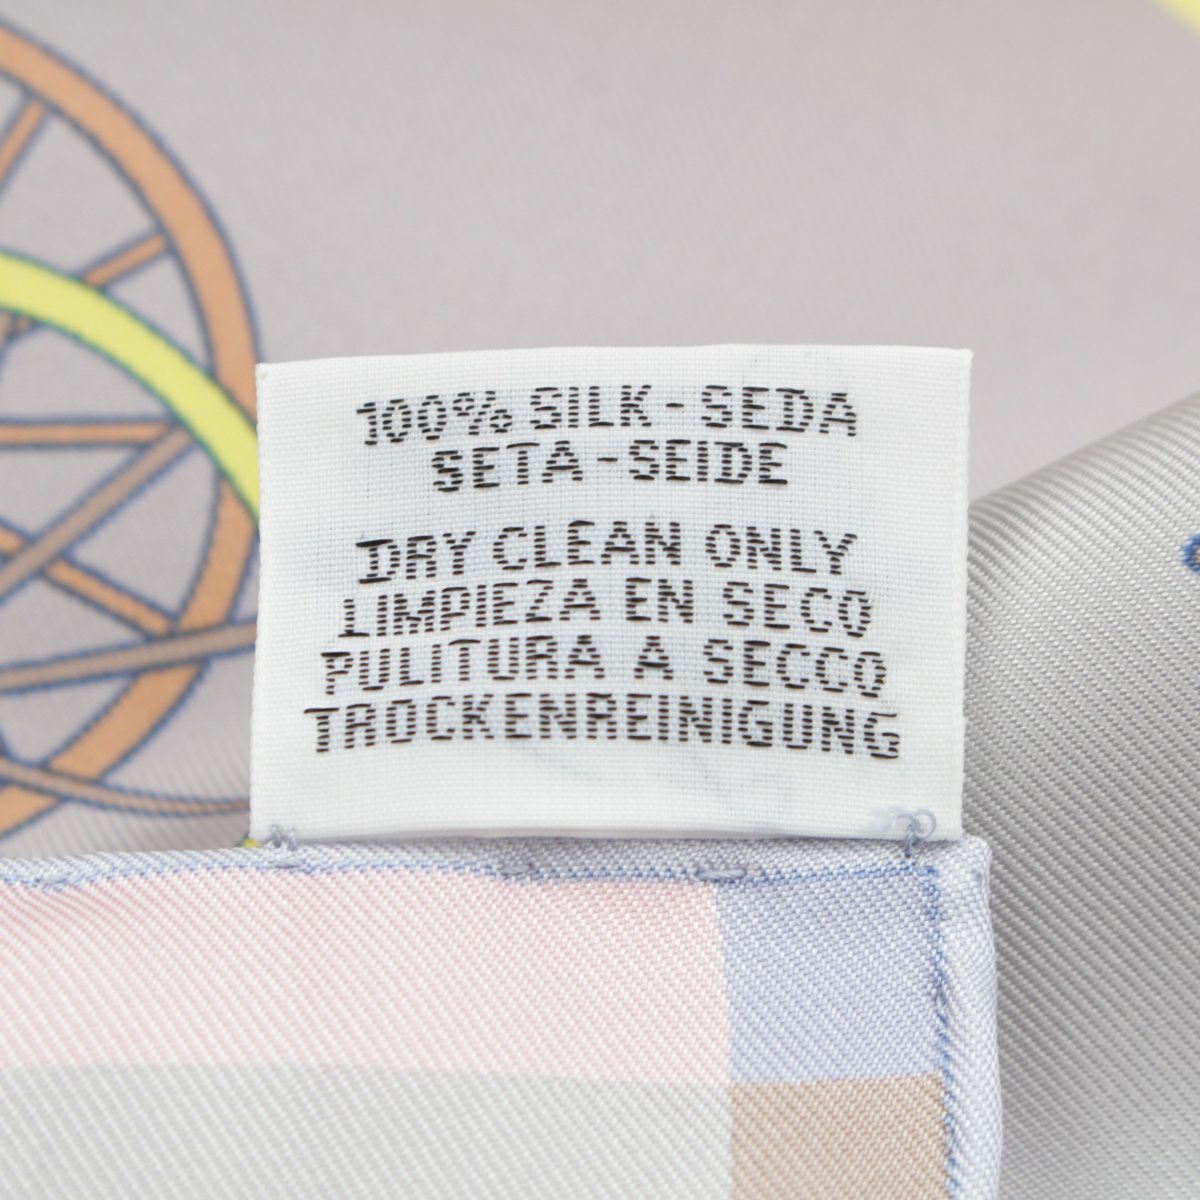 100% SILK - SEDA
SETA - SEIDE
DRY CLEAN ONLY
LIMPIEZA EN SECO
PULITURA A SECCO
TROCKENREINIGUNG